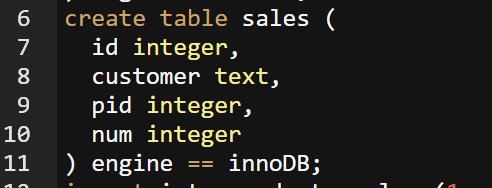 6 create table sales (
7 id integer,
8 customer text,
9 pid integer,
10 num integer
11 ) engine == innoDB;